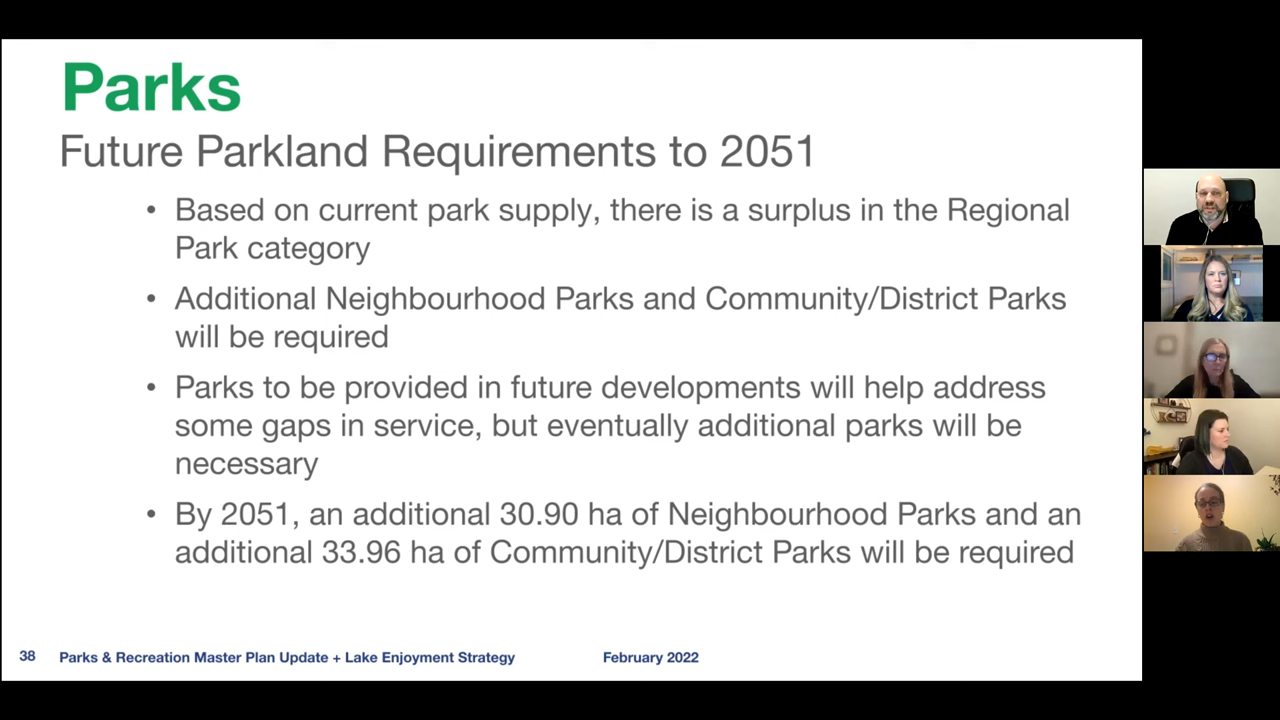 Parks
Future Parkland Requirements to 2051
• Based on current park supply, there is a surplus in the Regional
Park category
• Additional Neighbourhood Parks and Community/District Parks
will be required
• Parks to be provided in future developments will help address
some gaps in service, but eventually additional parks will be
necessary
• By 2051, an additional 30.90 ha of Neighbourhood Parks and an
additional 33.96 ha of Community/District Parks will be required
38 Parks & Recreation Master Plan Update + Lake Enjoyment Strategy February 2022